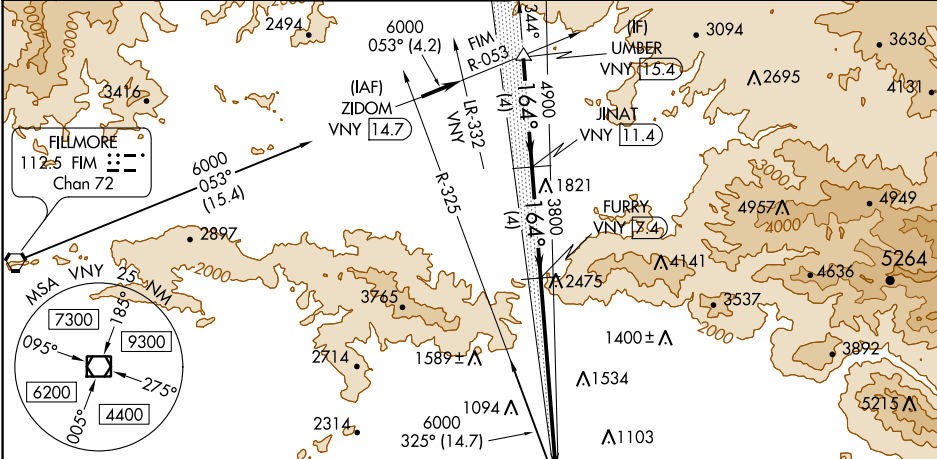 2000
2494
6000
053° (4.2)
FIM
R-053
344°
(IF)
UMBER
VNY 15.4
3094
3636
4000
3000
(IAF)
ZIDOM
VNY 14.7
2695
4131
3416
LR-332
VNY
164°
(4)
4900
JINAT
VNY 11.4
FILLMORE
112.5 FIM
Chan 72
6000
053°
(15.4)
R-325
3000
1821
164°
(4)
3800
FURRY
VNY 7.4
4957
4000
4949
2897
2000
4141
5264
4636
2475
MSA VNY 25 NM
7300
185°
9300
095°
275°
6200
4400
005°
3765
3537
2000
1400±
2714
1589±
3892
1534
1094
5215
2314
6000
325° (14.7)
1103